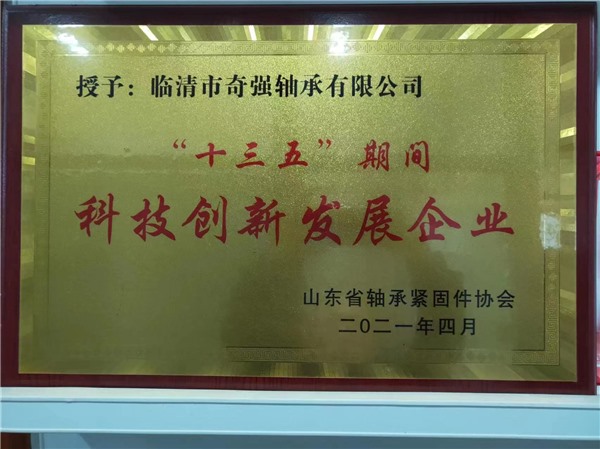 授予：临清市奇强轴承有限公司
“十三五”期间
科技创新发展企业
山东省轴承紧固件协会
二〇二一年四月